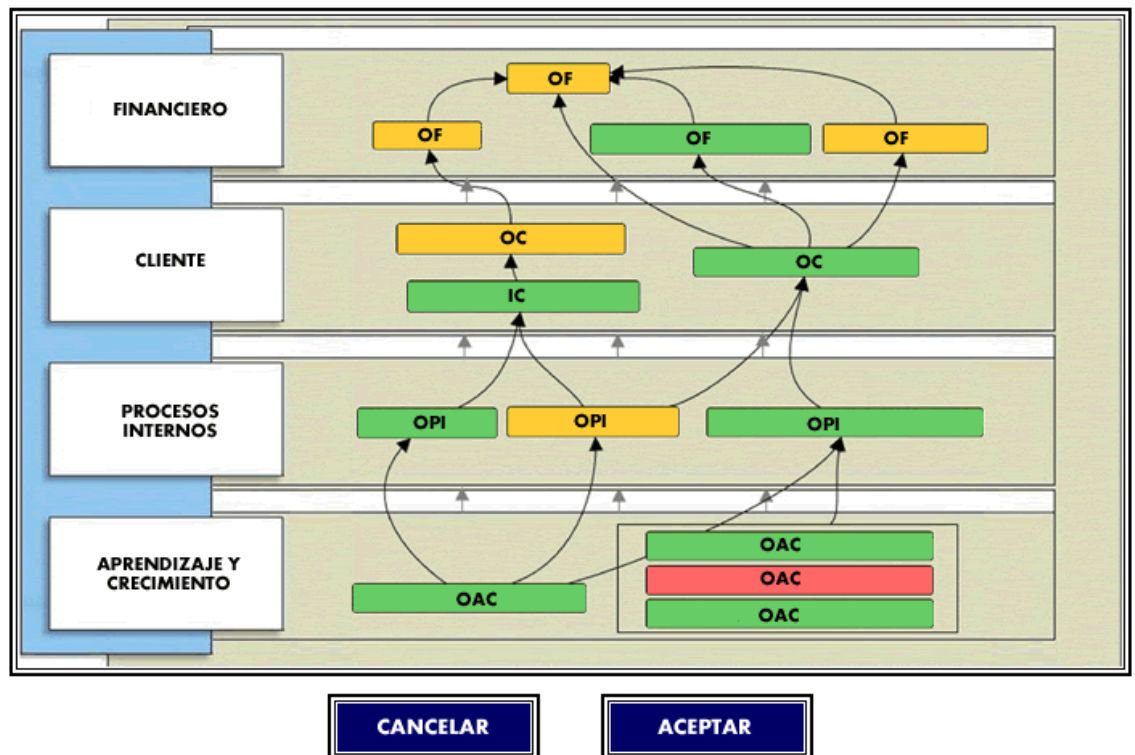 FINANCIERO
OF
OF
OF
OF
CLIENTE
OC
OC
IC
PROCESOS
INTERNOS
OPI
OPI
OPI
APRENDIZAJE Y
CRECIMIENTO
OAC
OAC
OAC
OAC
CANCELAR
ACEPTAR